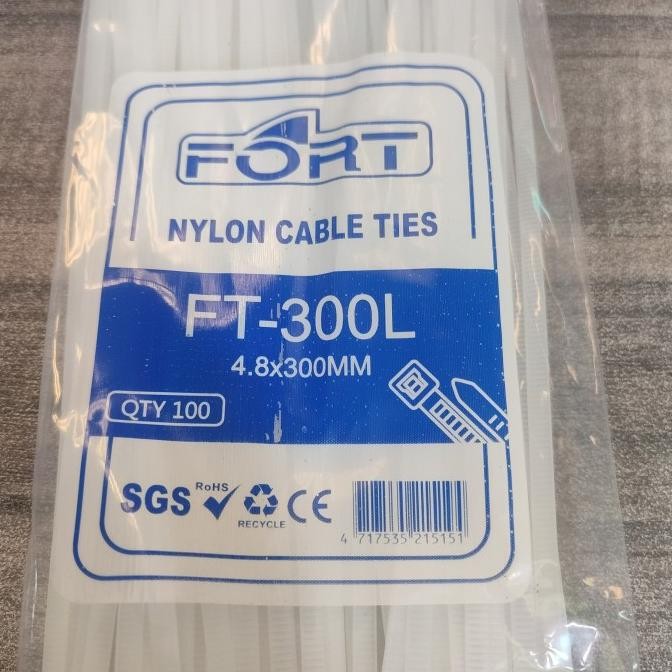 FORT
NYLON CABLE TIES
FT-300L
4.8x300MM
QTY 100
SGS RoHS CE
RECYCLE
4 717535 215151